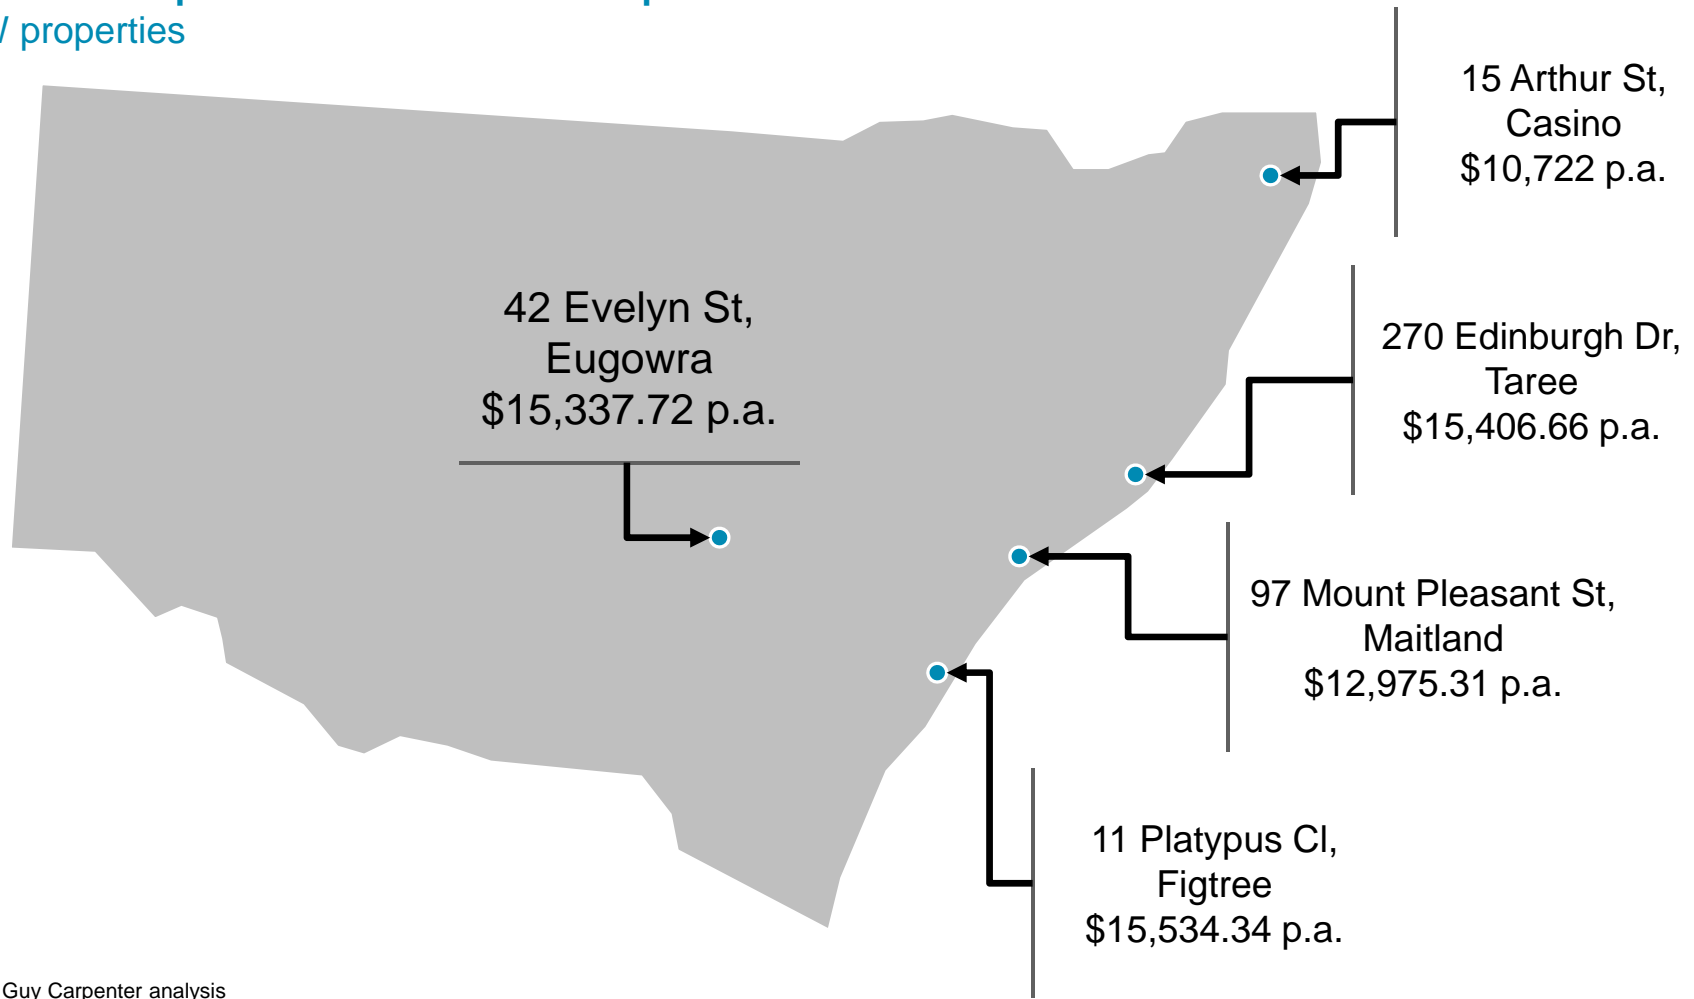 / properties
15 Arthur St,
Casino
$10,722 p.a.
42 Evelyn St,
Eugowra
$15,337.72 p.a.
270 Edinburgh Dr,
Taree
$15,406.66 p.a.
97 Mount Pleasant St,
Maitland
$12,975.31 p.a.
11 Platypus Cl,
Figtree
$15,534.34 p.a.
Guy Carpenter analysis